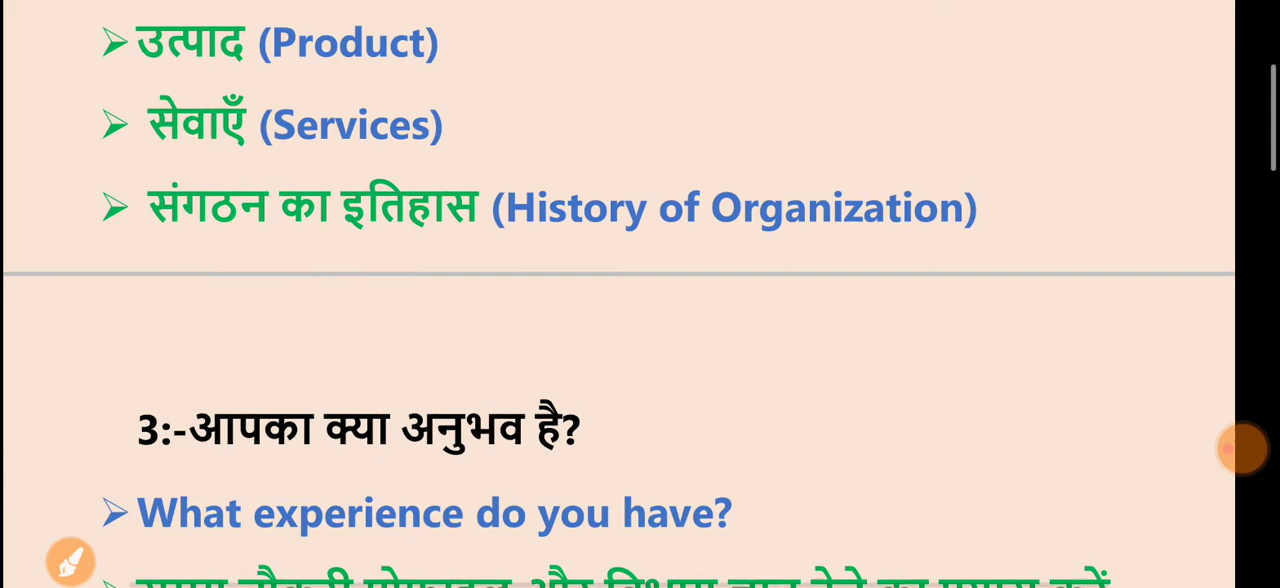 ➢ उत्पाद (Product)
➢ सेवाएँ (Services)
➢ संगठन का इतिहास (History of Organization)
3:-आपका क्या अनुभव है?
➢ What experience do you have?